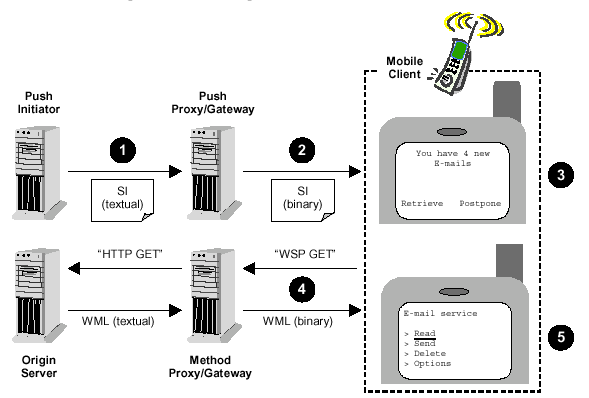 Mobile
Client
Push
Initiator
Push
Proxy/Gateway
1
2
SI
(textual)
SI
(binary)
You have 4 new
E-mails
Retrieve Postpone
3
"HTTP GET"
"WSP GET"
4
WML (textual)
WML (binary)
E-mail service
> Read
> Send
> Delete
> Options
5
Origin
Server
Method
Proxy/Gateway